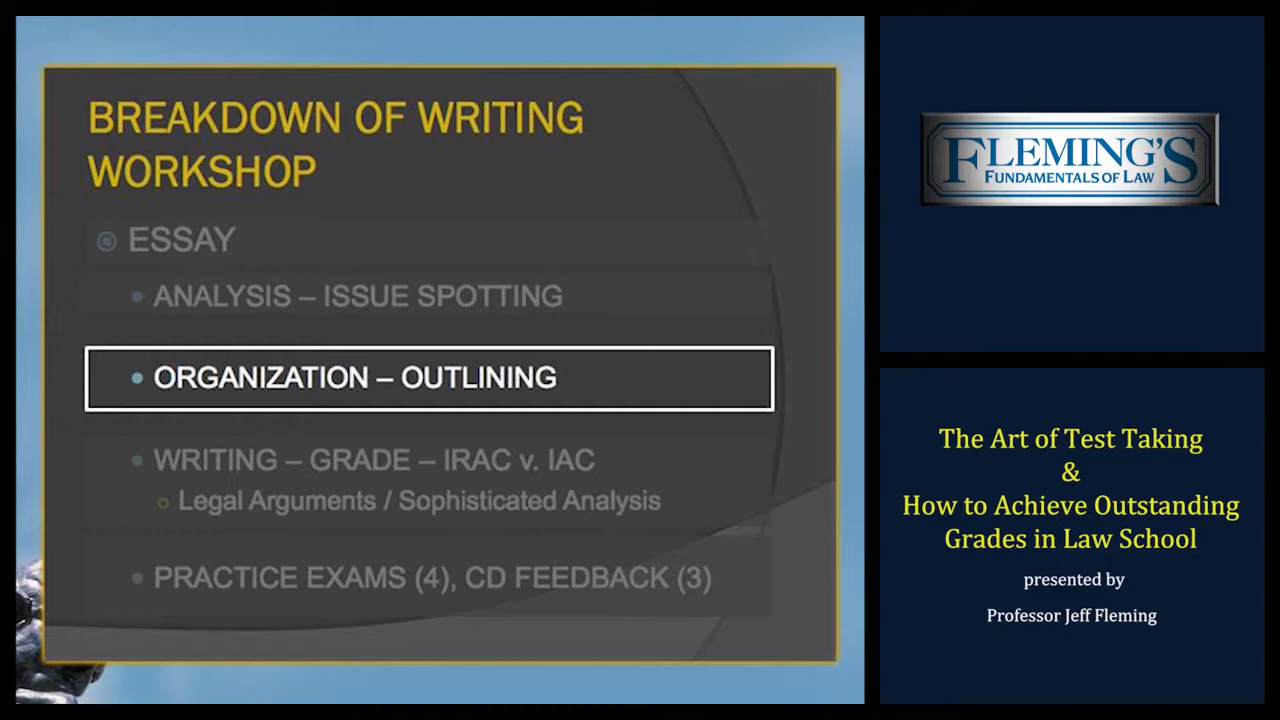 BREAKDOWN OF WRITING
WORKSHOP
ESSAY
ANALYSIS – ISSUE SPOTTING
ORGANIZATION – OUTLINING
WRITING – GRADE – IRAC v. IAC
Legal Arguments / Sophisticated Analysis
PRACTICE EXAMS (4), CD FEEDBACK (3)
FLEMING'S
FUNDAMENTALS OF LAW
The Art of Test Taking
&
How to Achieve Outstanding
Grades in Law School
presented by
Professor Jeff Fleming